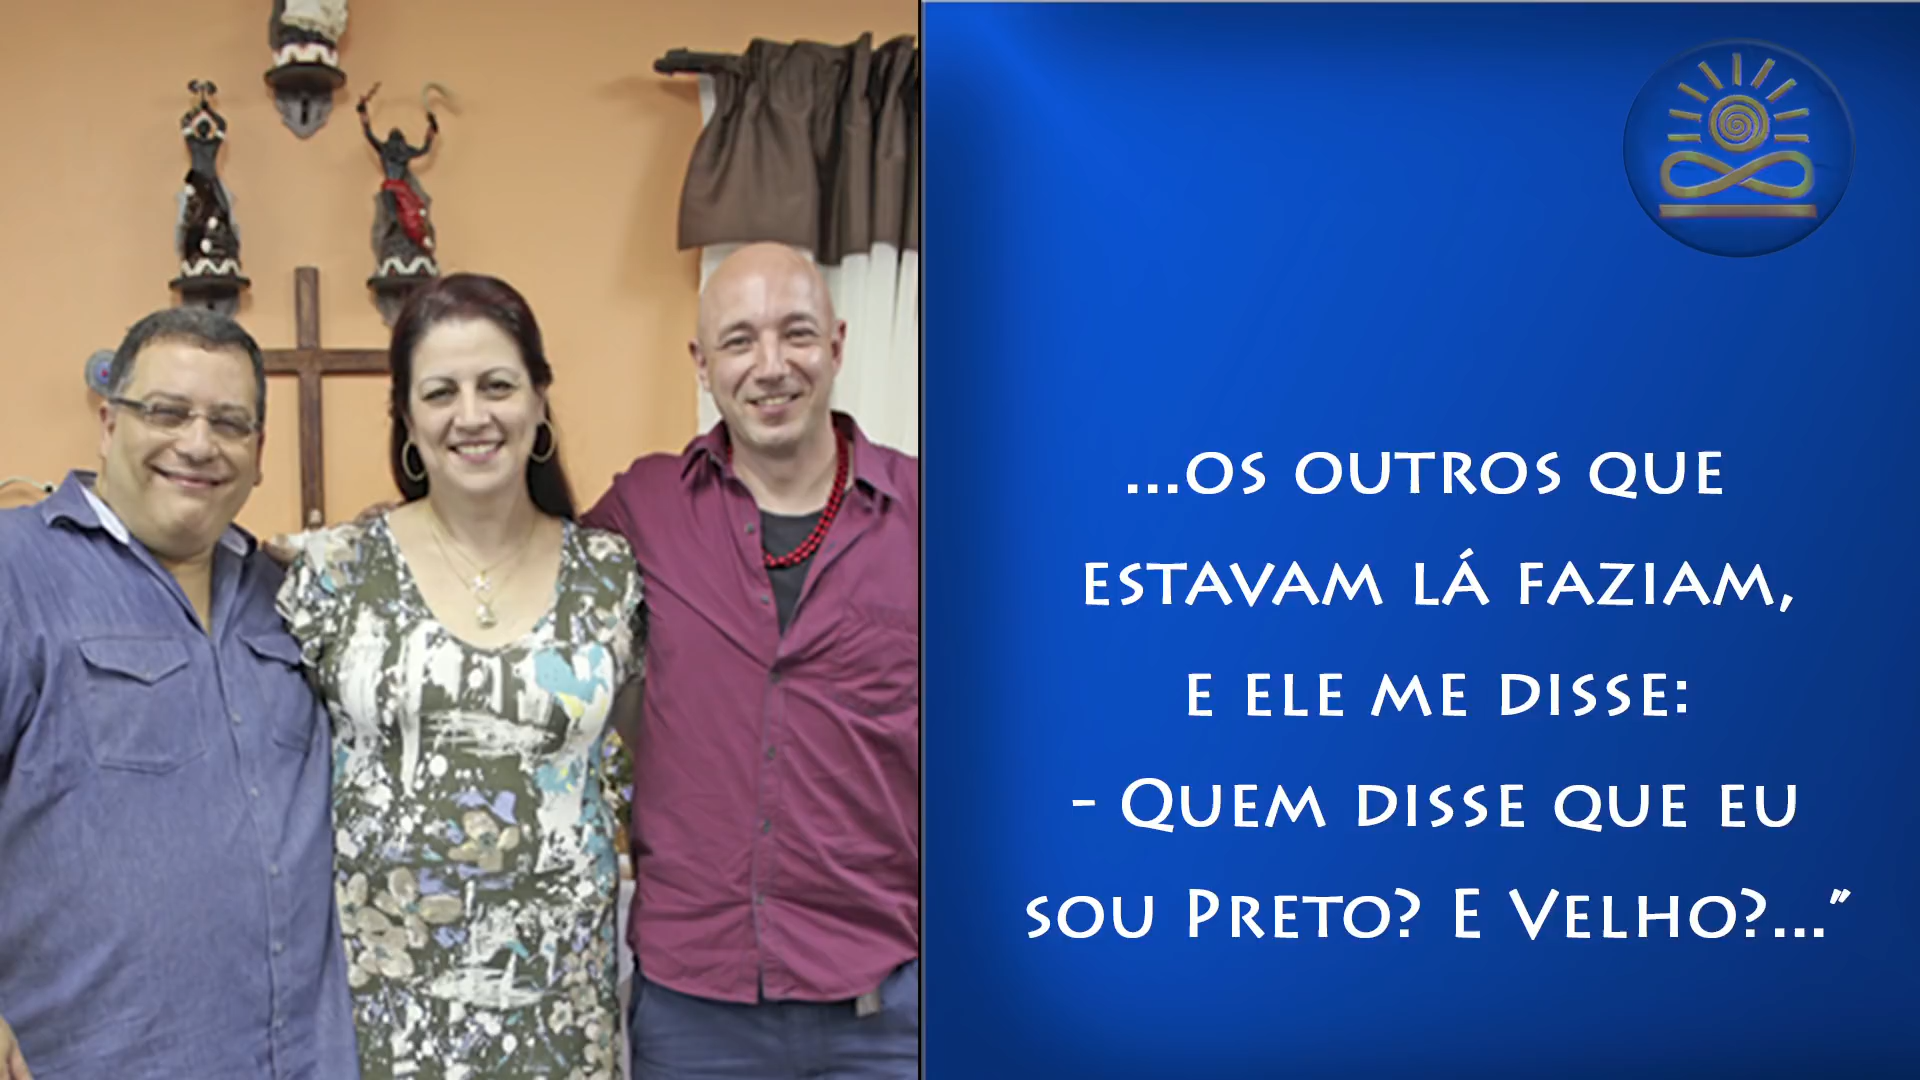 ...os outros que
estavam lá faziam,
e ele me disse:
- Quem disse que eu
sou Preto? E Velho?..."